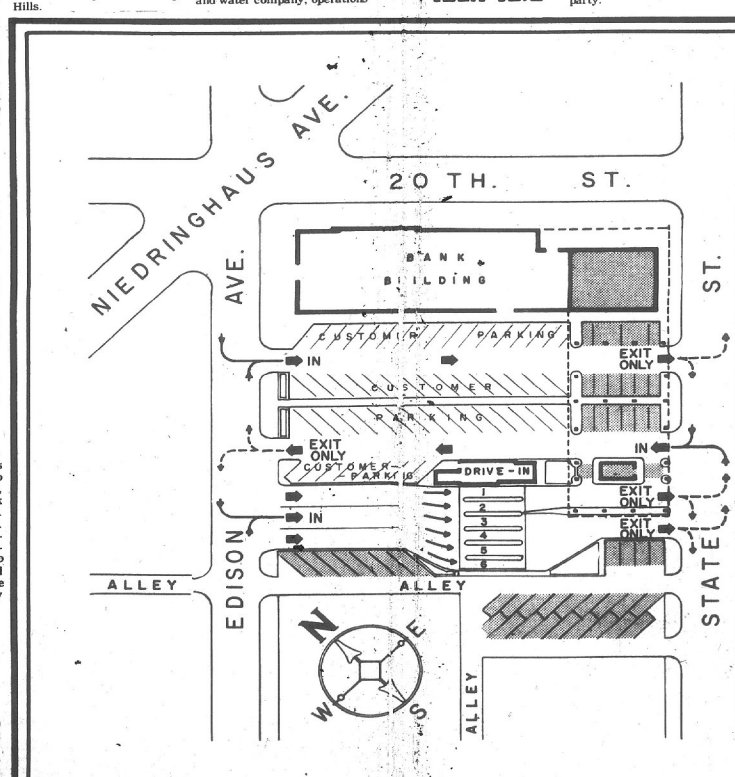 Hills.
and water company, operations
party.
NIEDRINGHAUS AVE.
20TH. ST.
BANK
BUILDING
EDISON AVE.
STATE ST.
CUSTOMER PARKING
IN
EXIT
ONLY
CUSTOMER
PARKING
EXIT
ONLY
IN
CUSTOMER
PARKING
DRIVE-IN
IN
1
2
3
4
5
6
EXIT
ONLY
EXIT
ONLY
ALLEY
ALLEY
ALLEY
N
E
W
S